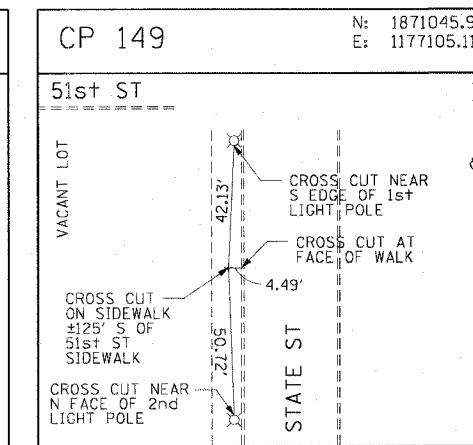 CP 149
N: 1871045.9
E: 1177105.11
51st ST
VACANT LOT
42.13'
CROSS CUT NEAR
S EDGE OF 1st
LIGHT POLE
CROSS CUT AT
FACE OF WALK
4.49'
CROSS CUT
ON SIDEWALK
±125' S OF
51st ST
SIDEWALK
50.72'
CROSS CUT NEAR
N FACE OF 2nd
LIGHT POLE
STATE ST